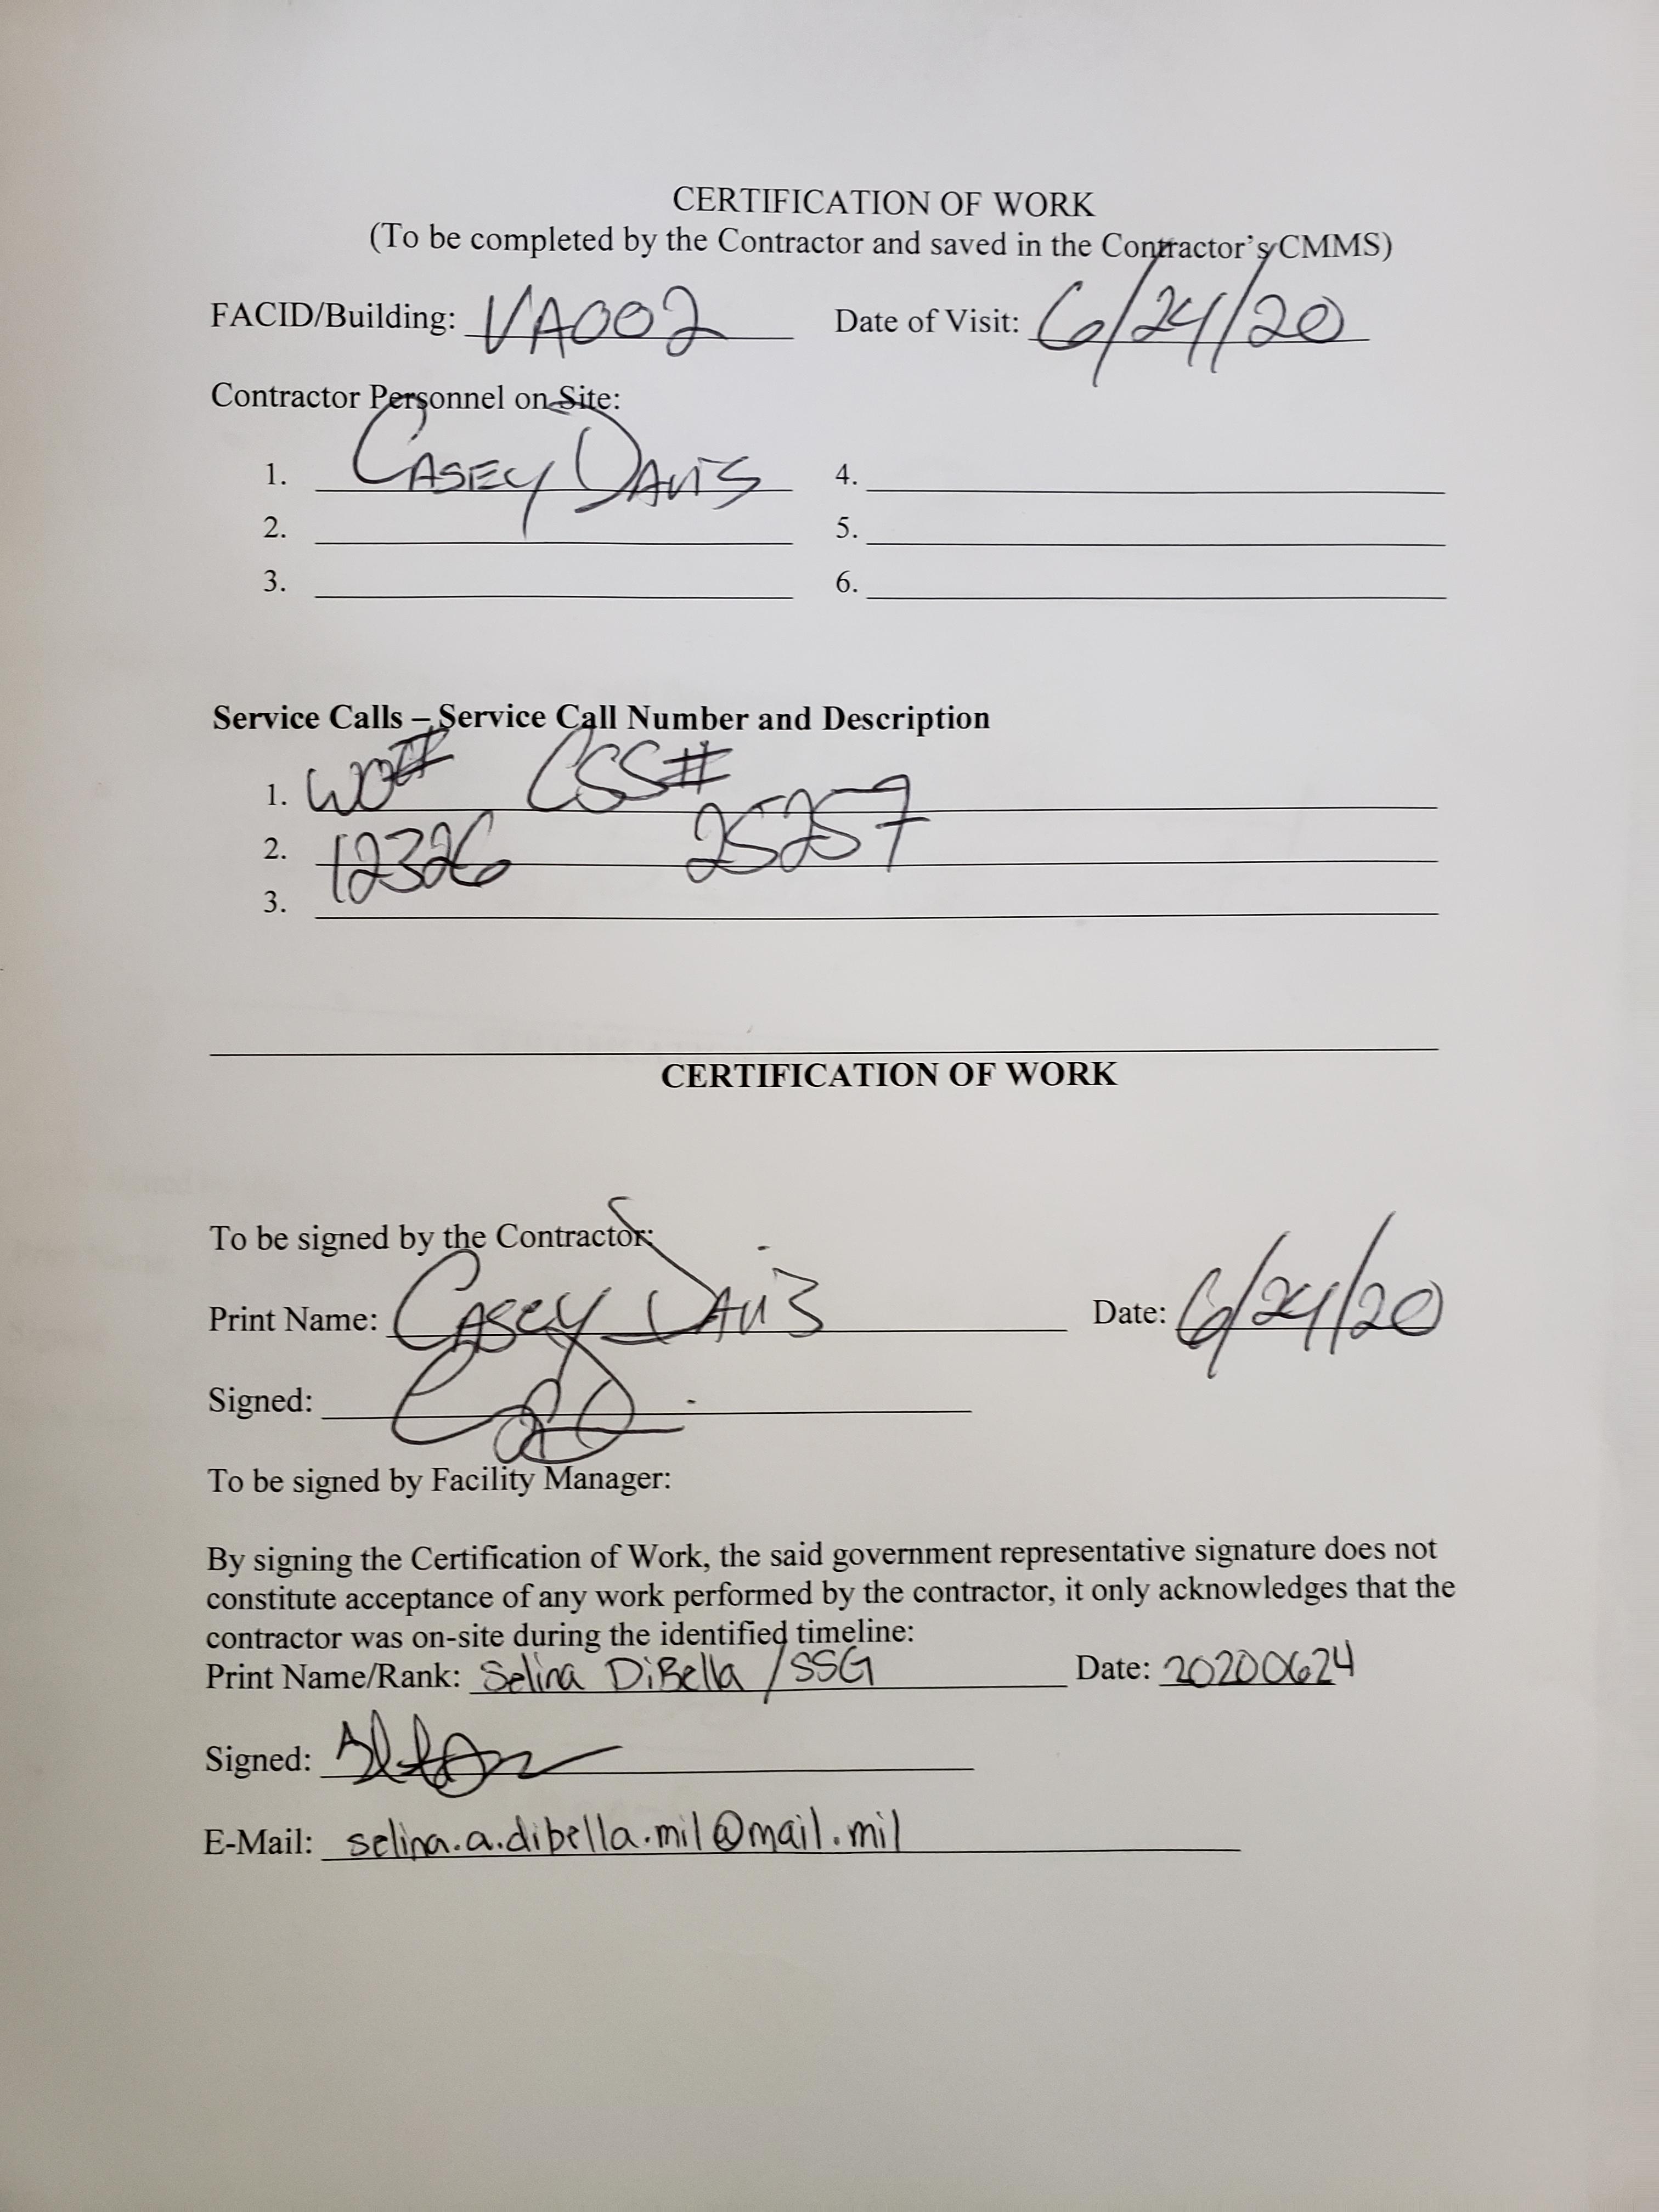 CERTIFICATION OF WORK
(To be completed by the Contractor and saved in the Contractor's CMMS)
FACID/Building: VA002 Date of Visit: 6/24/20
Contractor Personnel on Site:
1. CASEY DAVIS 4.
2. 5.
3. 6.
Service Calls – Service Call Number and Description
1. WO# CSS#
2. 12326 25257
3.
CERTIFICATION OF WORK
To be signed by the Contractor:
Print Name: CASEY DAVIS Date: 6/24/20
Signed:
To be signed by Facility Manager:
By signing the Certification of Work, the said government representative signature does not
constitute acceptance of any work performed by the contractor, it only acknowledges that the
contractor was on-site during the identified timeline:
Print Name/Rank: Selina DiBella /SSG Date: 20200624
Signed:
E-Mail: selina.a.dibella.mil@mail.mil